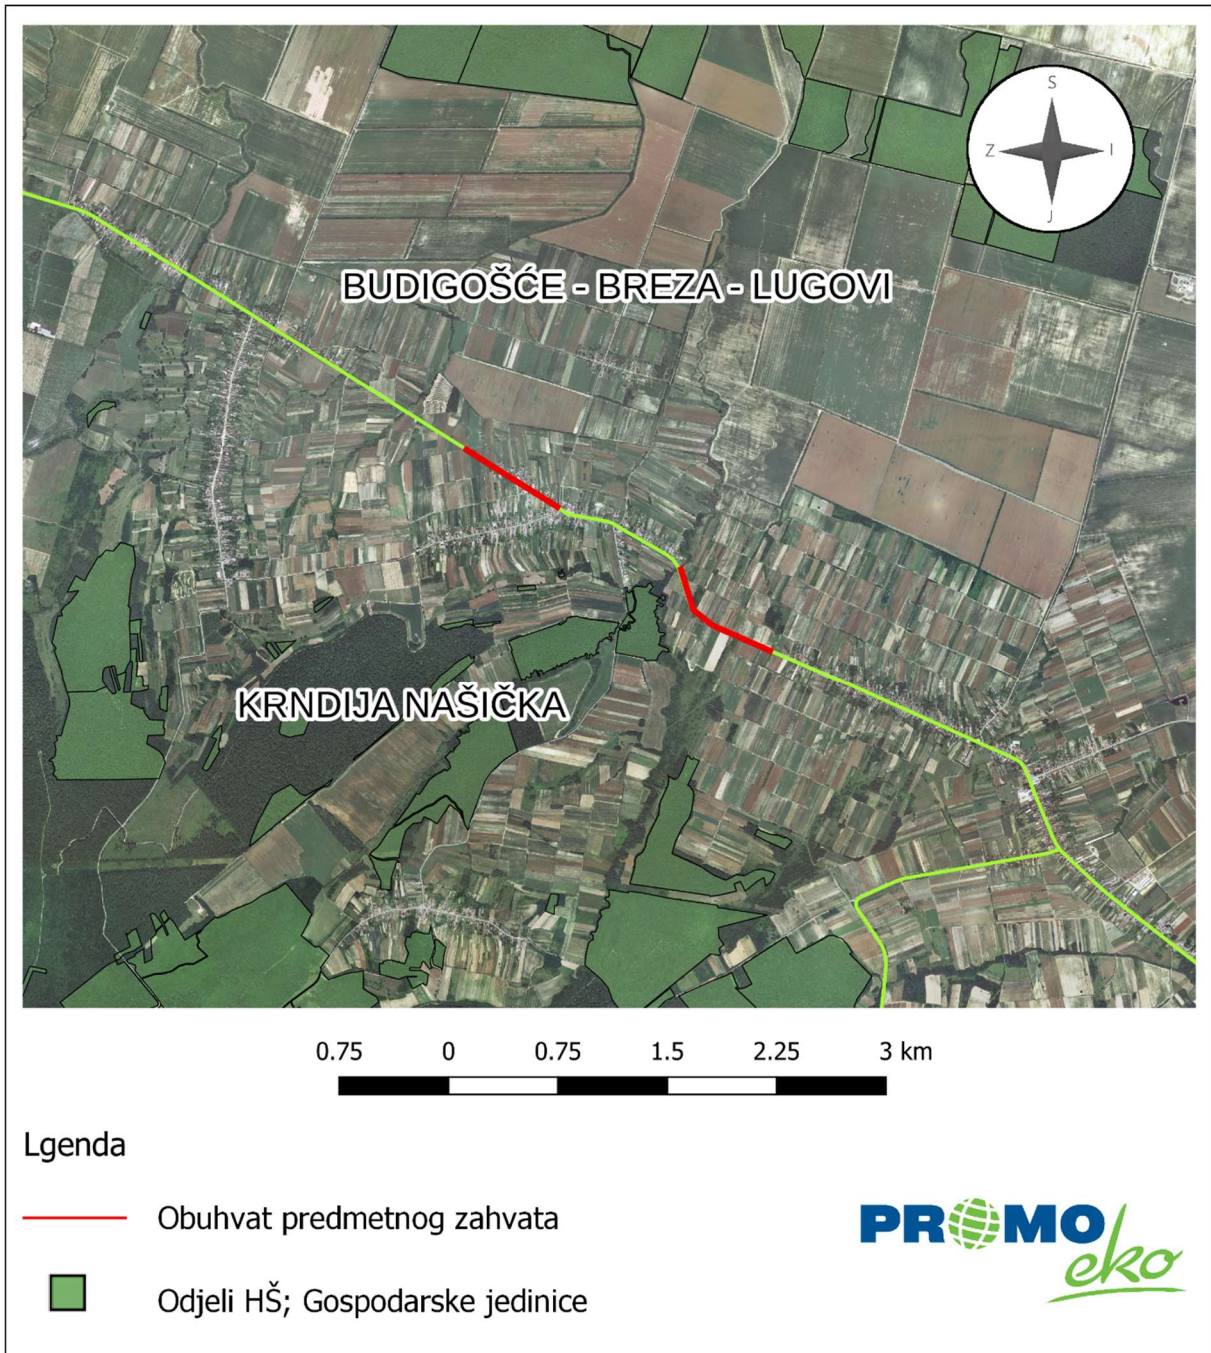 S
Z I
J
BUDIGOŠĆE - BREZA - LUGOVI
KRNDIJA NAŠIČKA
0.75 0 0.75 1.5 2.25 3 km
Lgenda
Obuhvat predmetnog zahvata
Odjeli HŠ; Gospodarske jedinice
PROMO
eko